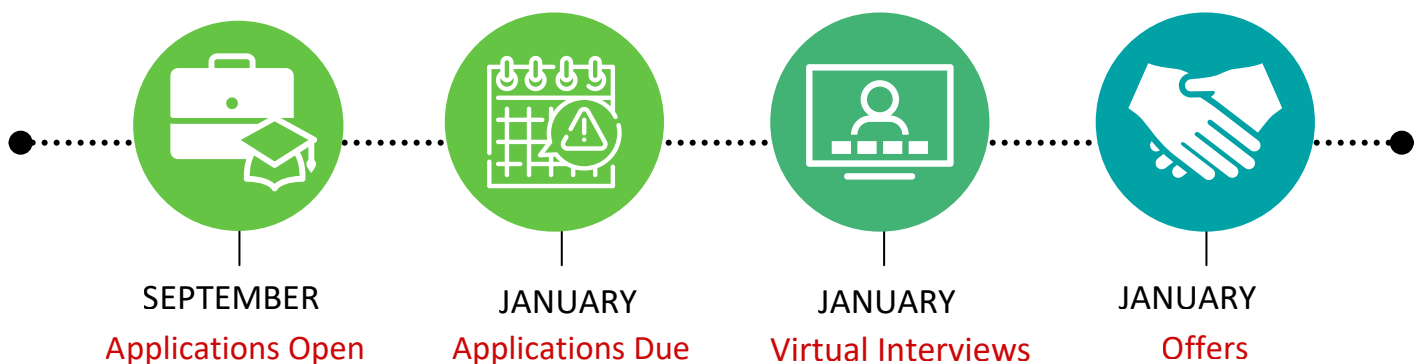 SEPTEMBER
Applications Open
JANUARY
Applications Due
JANUARY
Virtual Interviews
JANUARY
Offers